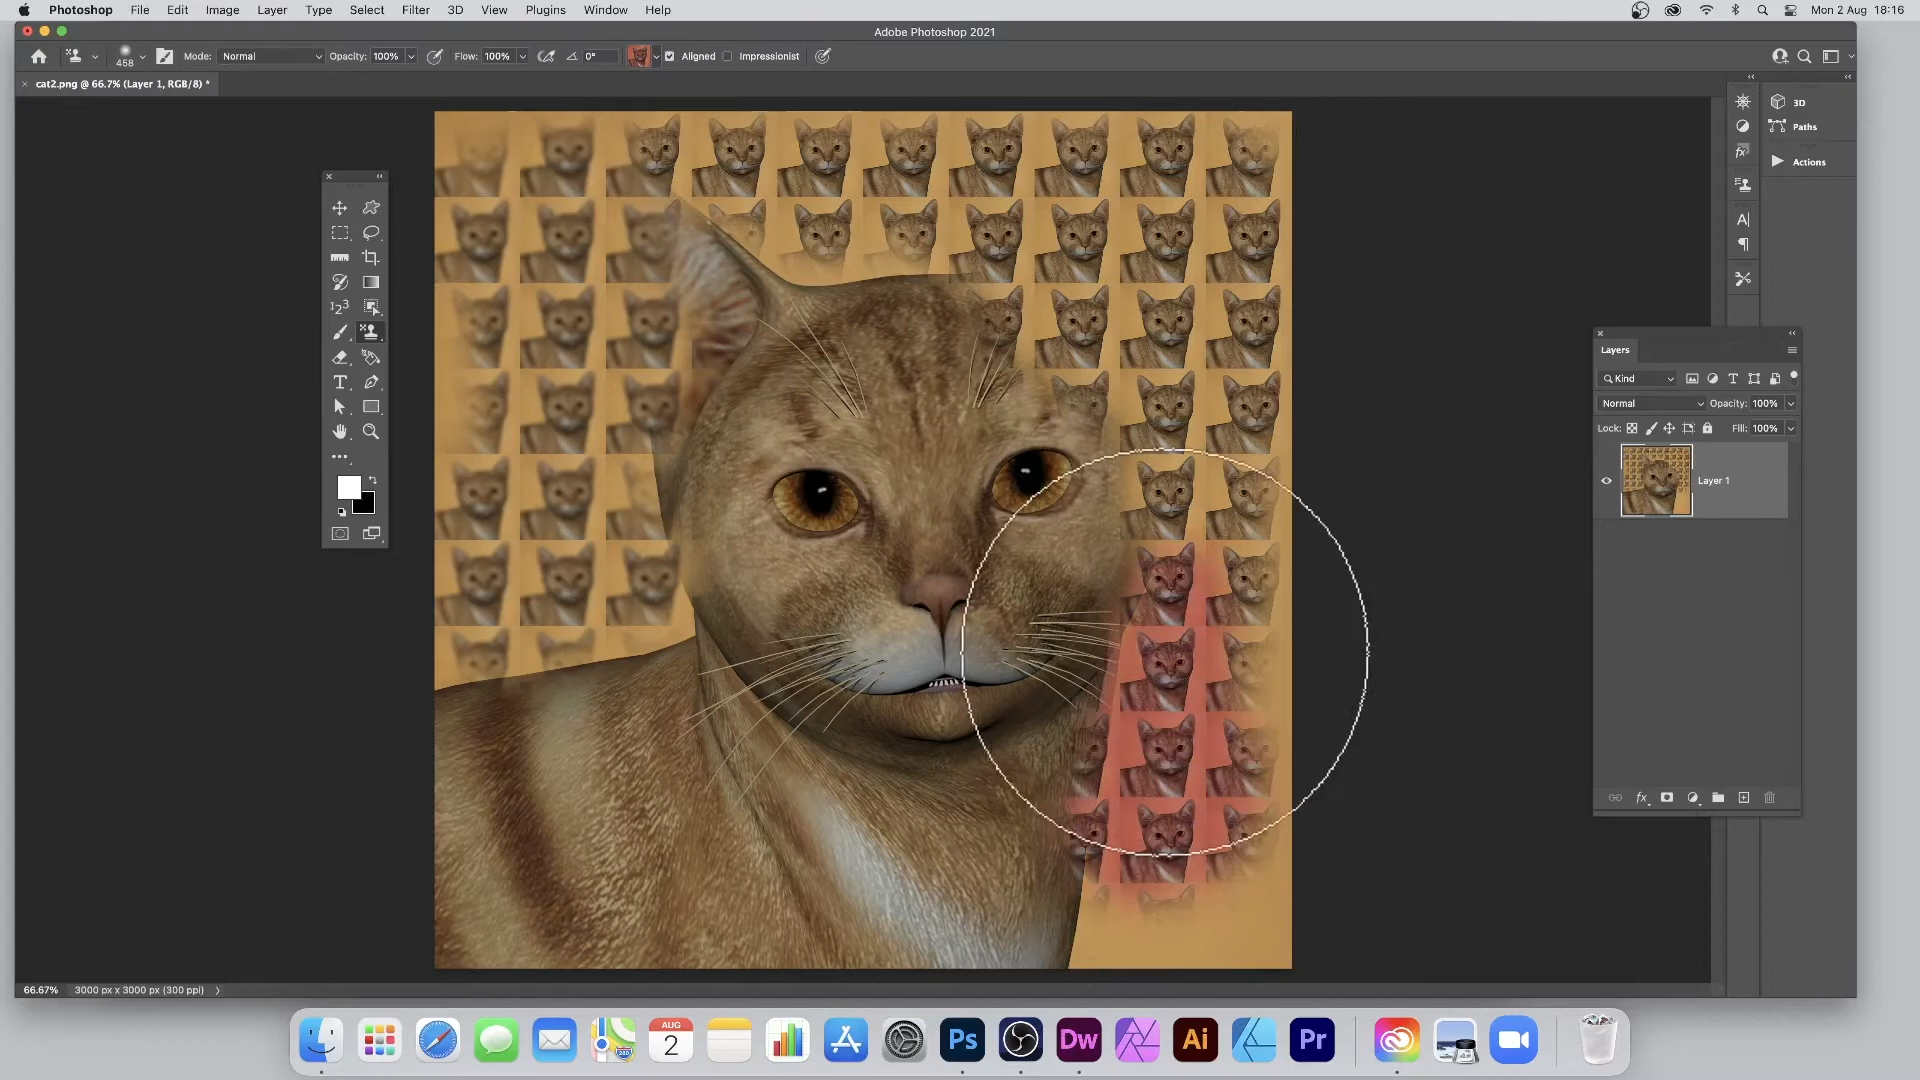 Photoshop File Edit Image Layer Type Select Filter 3D View Plugins Window Help Mon 2 Aug 18:16
Adobe Photoshop 2021
458 Mode: Normal Opacity: 100% Flow: 100% 0° Aligned Impressionist
cat2.png @ 66.7% (Layer 1, RGB/8) *
3D
Paths
Actions
Layers
Kind
Normal Opacity: 100%
Lock: Fill: 100%
Layer 1
66.67% 3000 px x 3000 px (300 ppi)
AUG
2
Ps Dw Ai Pr